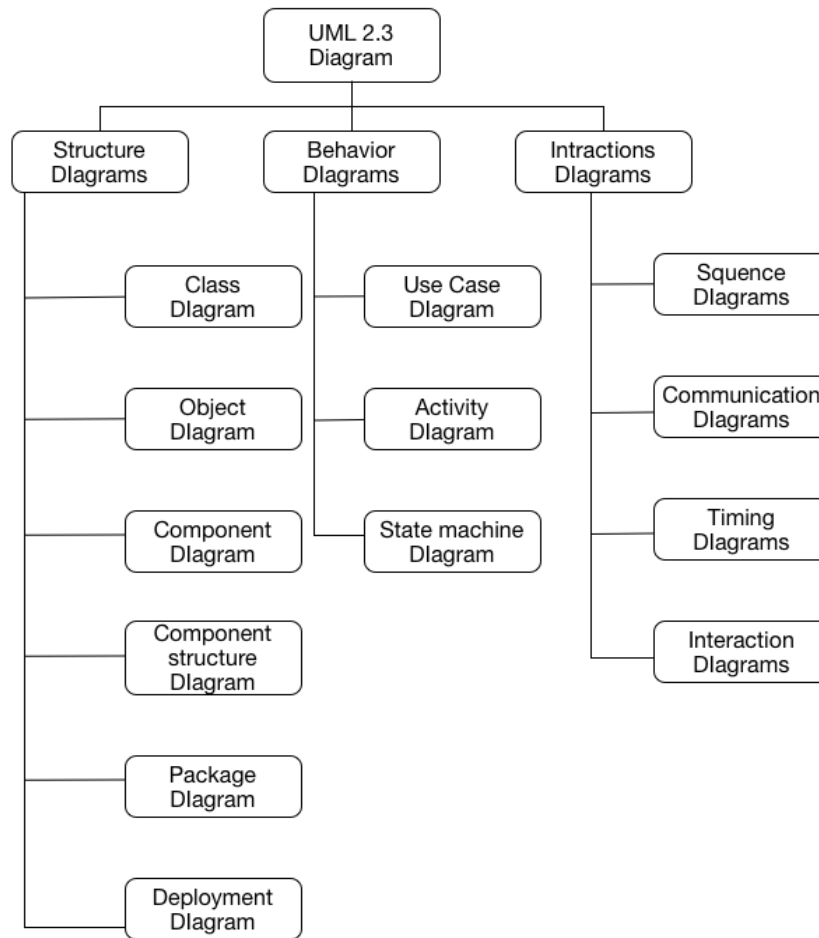 UML 2.3
Diagram
Structure
DIagrams
Behavior
DIagrams
Intractions
DIagrams
Class
DIagram
Object
DIagram
Component
DIagram
Component
structure
DIagram
Package
DIagram
Deployment
DIagram
Use Case
DIagram
Activity
DIagram
State machine
DIagram
Squence
DIagrams
Communication
DIagrams
Timing
DIagrams
Interaction
DIagrams